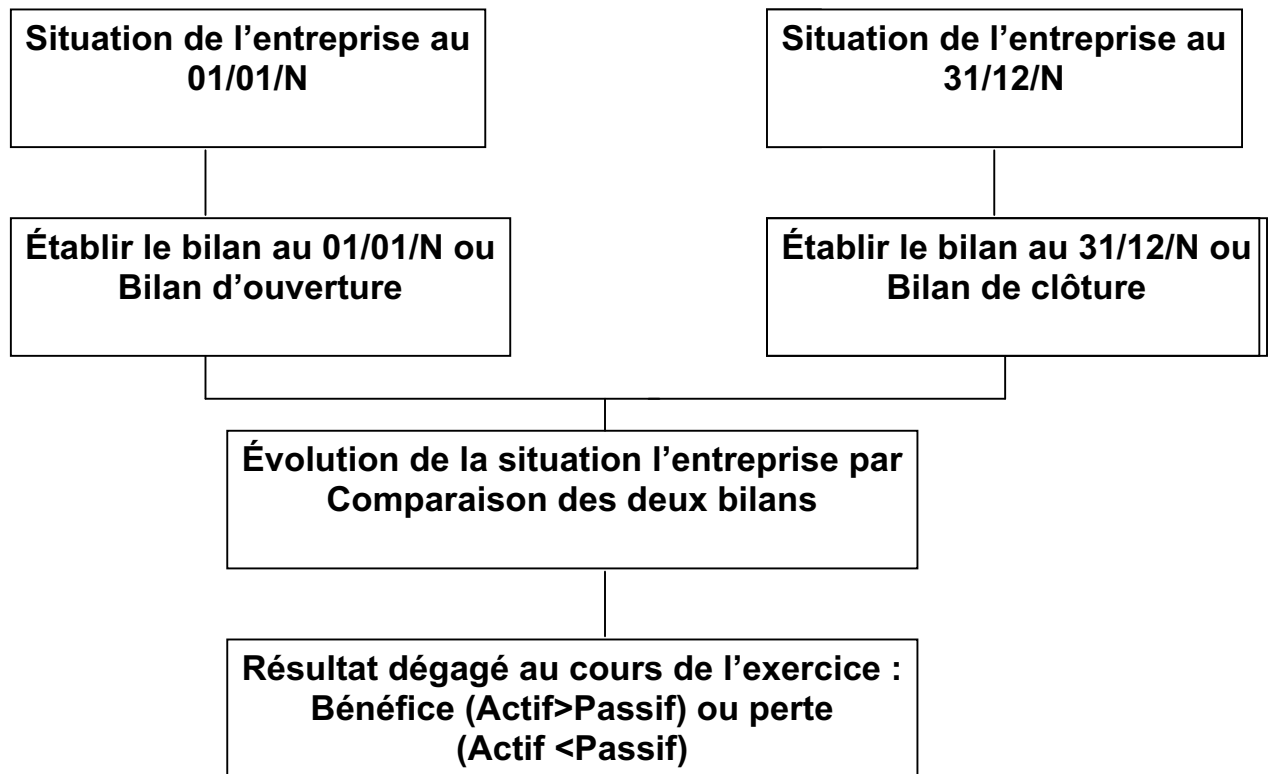 Situation de l’entreprise au
01/01/N
Situation de l’entreprise au
31/12/N
Établir le bilan au 01/01/N ou
Bilan d’ouverture
Établir le bilan au 31/12/N ou
Bilan de clôture
Évolution de la situation l’entreprise par
Comparaison des deux bilans
Résultat dégagé au cours de l’exercice :
Bénéfice (Actif>Passif) ou perte
(Actif <Passif)